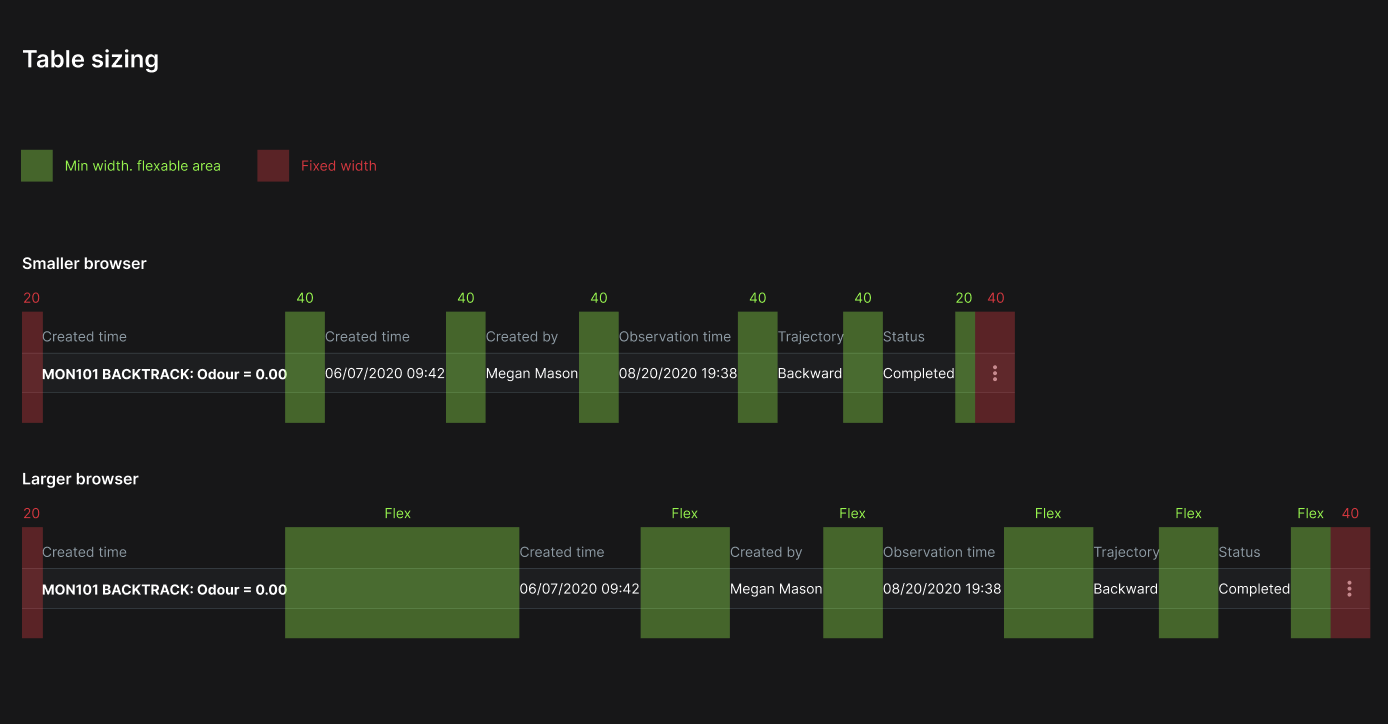 Table sizing
Min width. flexable area Fixed width
Smaller browser
20 40 40 40 40 40 20 40
Created time Created time Created by Observation time Trajectory Status
MON101 BACKTRACK: Odour = 0.00 06/07/2020 09:42 Megan Mason 08/20/2020 19:38 Backward Completed
Larger browser
20 Flex Flex Flex Flex Flex Flex 40
Created time Created time Created by Observation time Trajectory Status
MON101 BACKTRACK: Odour = 0.00 06/07/2020 09:42 Megan Mason 08/20/2020 19:38 Backward Completed